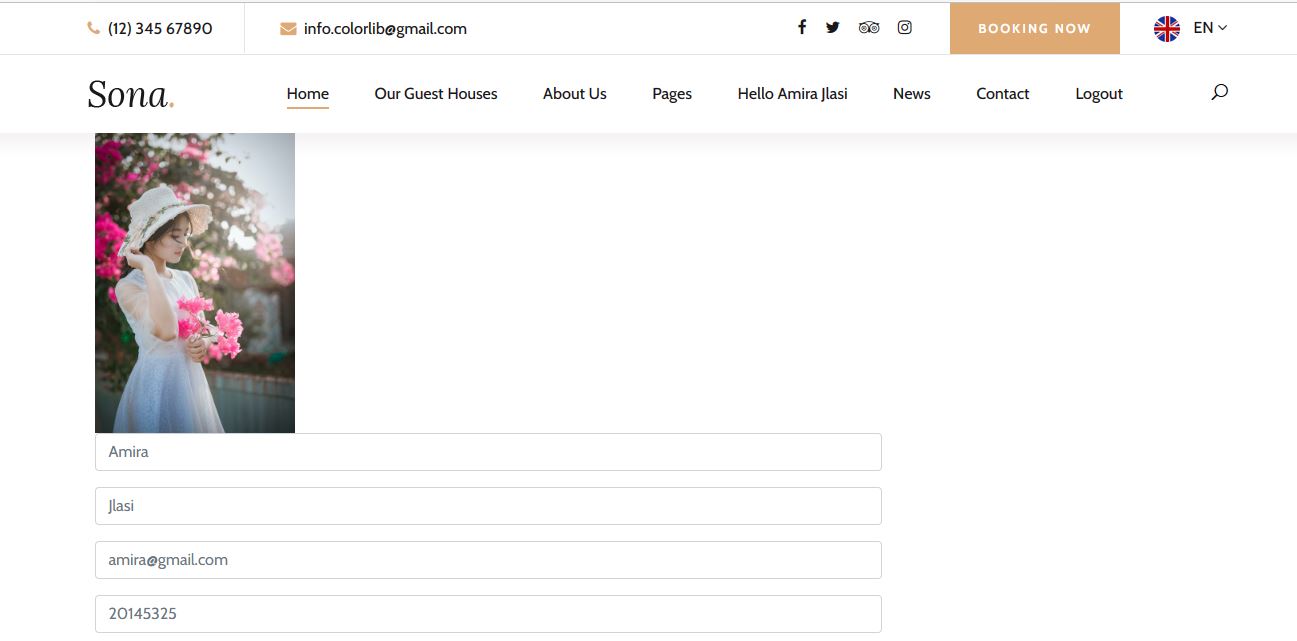 (12) 345 67890 info.colorlib@gmail.com BOOKING NOW EN
Sona. Home Our Guest Houses About Us Pages Hello Amira Jlasi News Contact Logout
Amira
Jlasi
amira@gmail.com
20145325